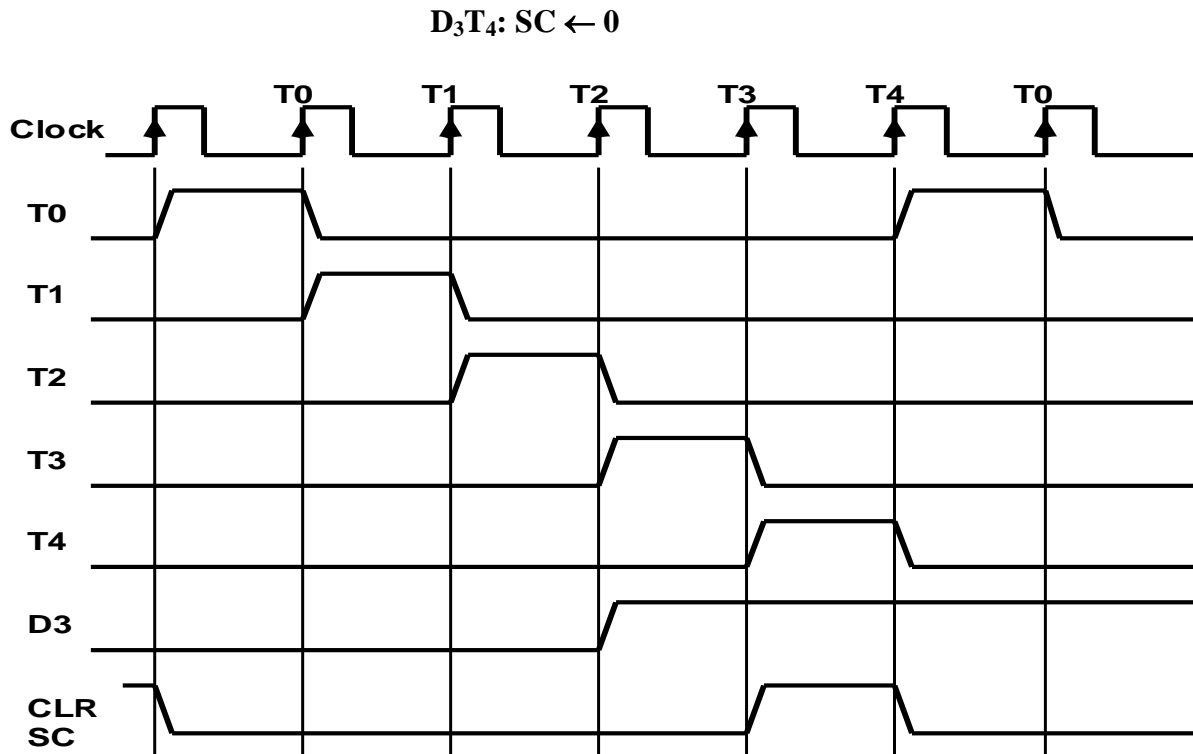 D₃T₄: SC ← 0
T0 T1 T2 T3 T4 T0
Clock
T0
T1
T2
T3
T4
D3
CLR
SC